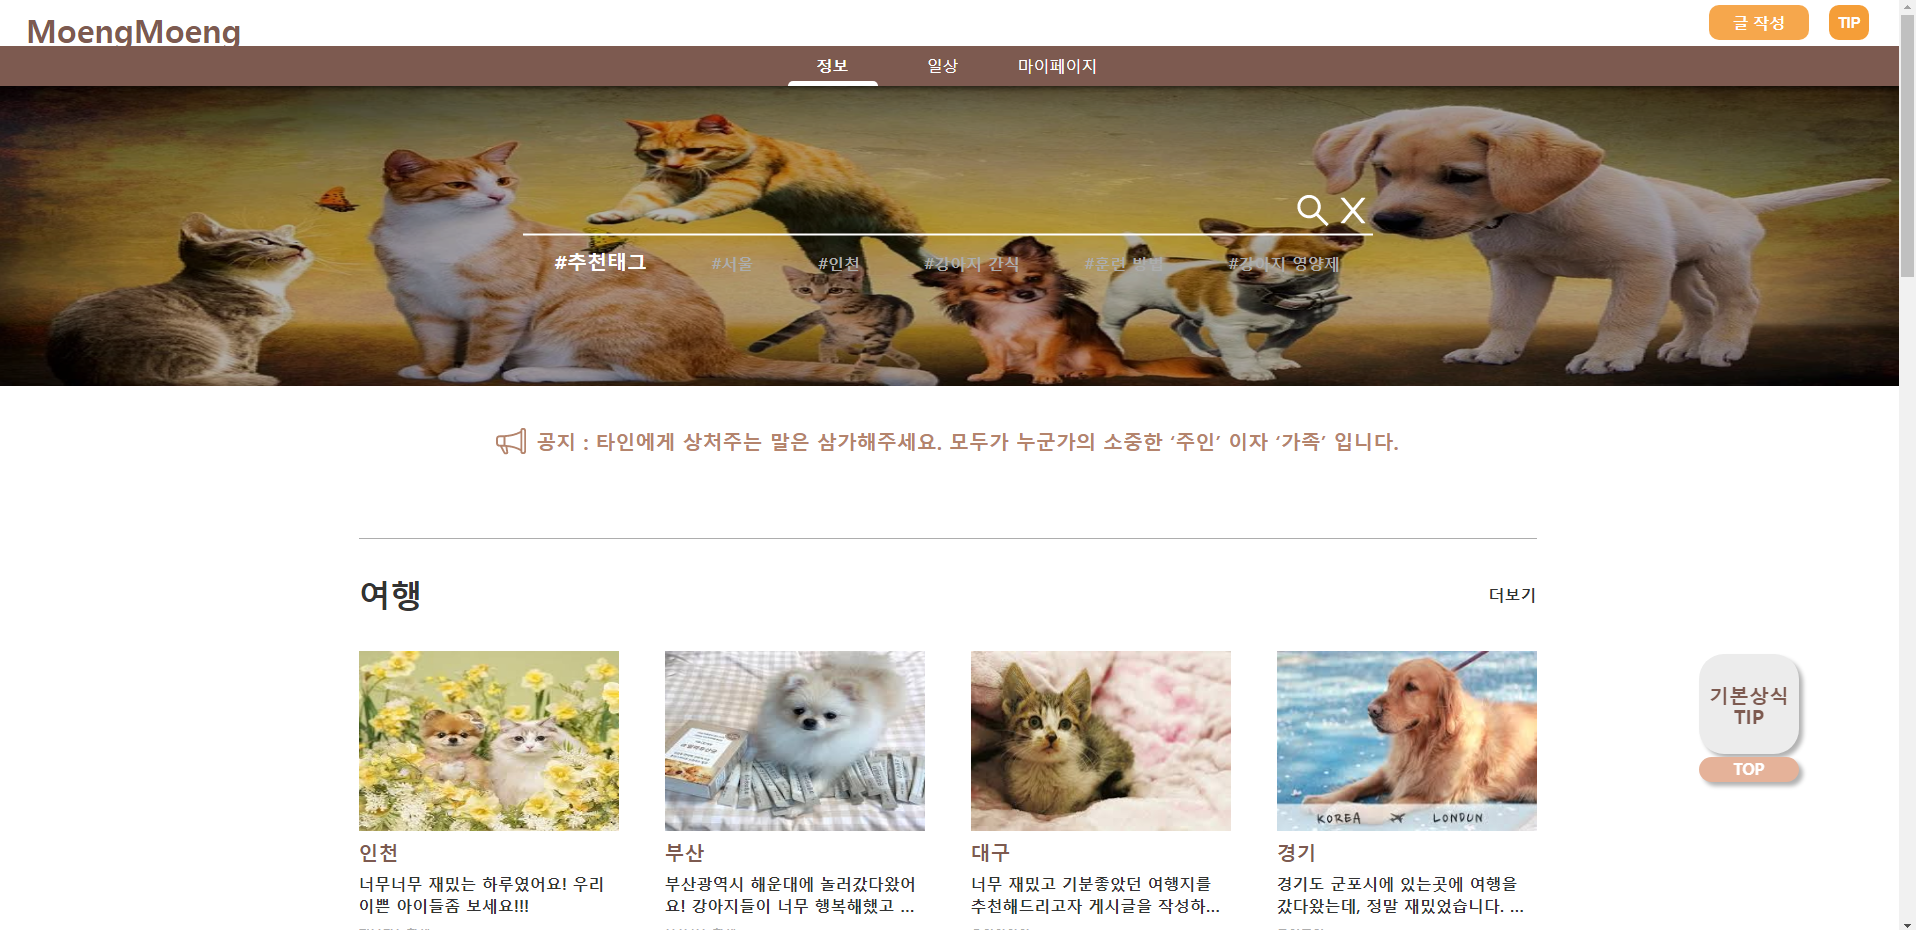 MoengMoeng
글 작성
TIP
정보
일상
마이페이지
#추천태그
#서울
#인천
#강아지 간식
#훈련 방법
#강아지 영양제
공지 : 타인에게 상처주는 말은 삼가해주세요. 모두가 누군가의 소중한 ‘주인’ 이자 ‘가족’ 입니다.
여행
더보기
KOREA
LONDUN
기본상식
TIP
TOP
인천
너무너무 재밌는 하루였어요! 우리
이쁜 아이들좀 보세요!!!
부산
부산광역시 해운대에 놀러갔다왔어
요! 강아지들이 너무 행복해했고 ...
대구
너무 재밌고 기분좋았던 여행지를
추천해드리고자 게시글을 작성하...
경기
경기도 군포시에 있는곳에 여행을
갔다왔는데, 정말 재밌었습니다. ...